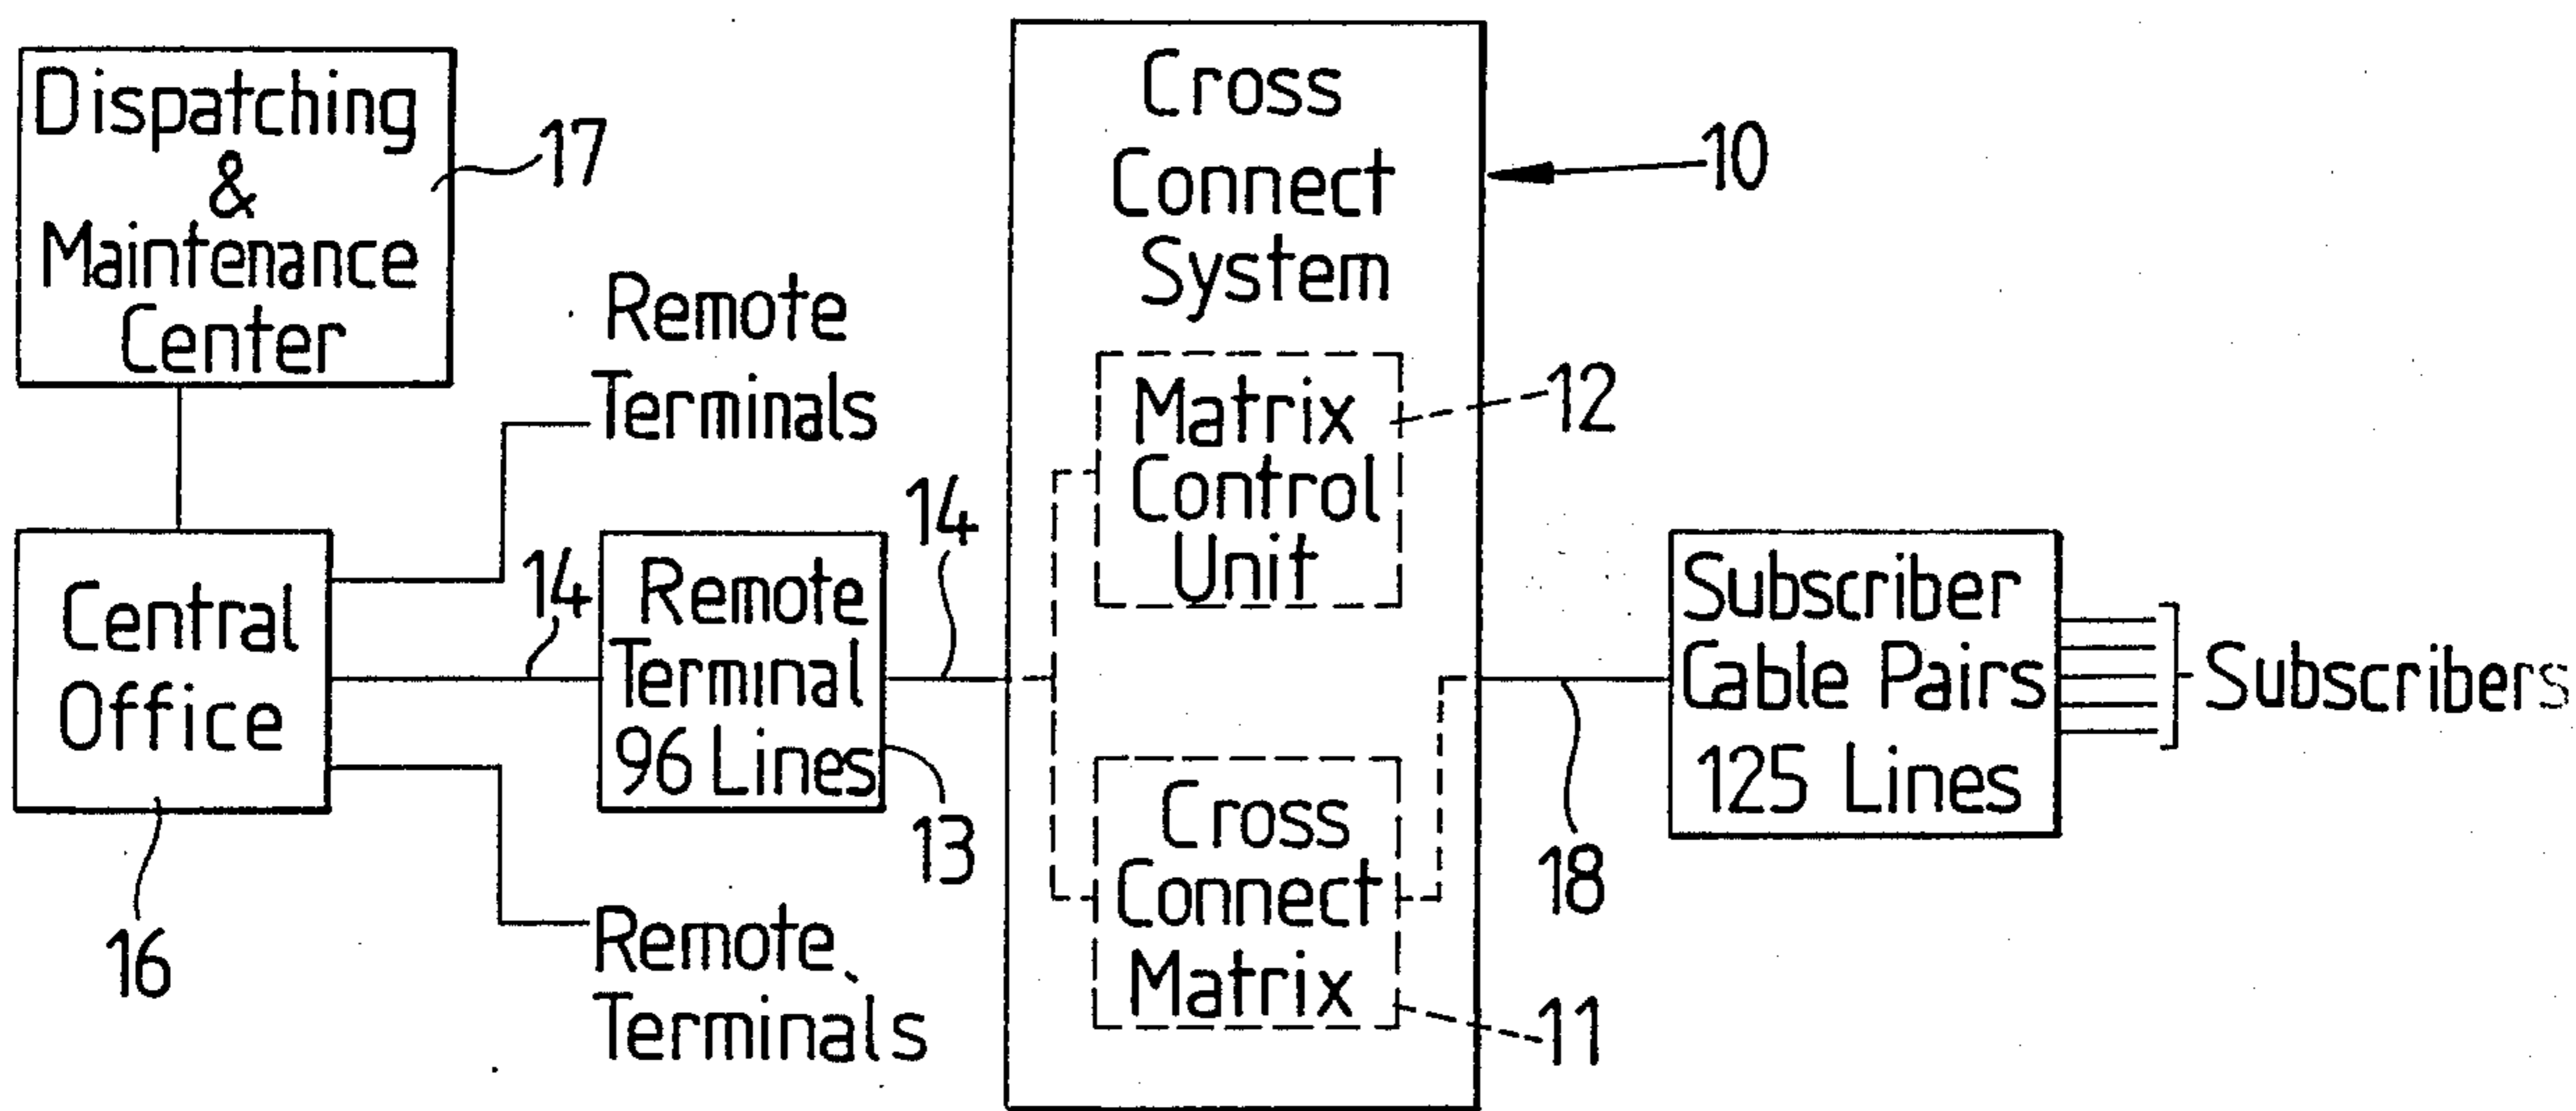 Dispatching
&
Maintenance
Center
17
Remote
Terminals
Central
Office
16
14
Remote
Terminal
96 Lines
13
14
Remote
Terminals
Cross
Connect
System
10
Matrix
Control
Unit
12
Cross
Connect
Matrix
11
18
Subscriber
Cable Pairs
125 Lines
Subscribers